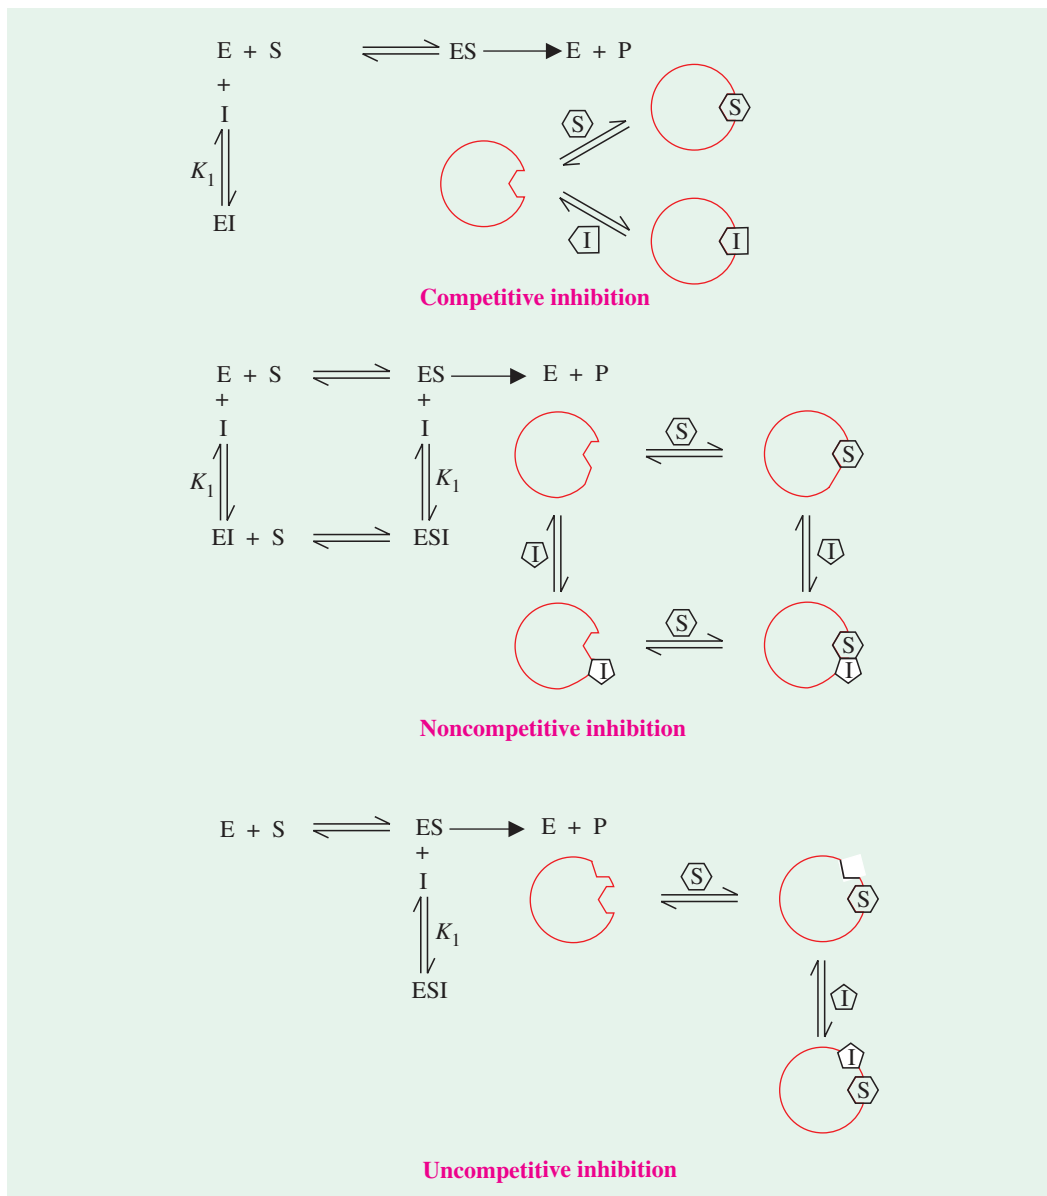 E + S ES E + P
+
I
K1
EI
S
S
I
I
Competitive inhibition
E + S ES E + P
+ +
I I
K1 K1
EI + S ESI
S
S
I I
S
S
I
I
Noncompetitive inhibition
E + S ES E + P
+
I
K1
ESI
S
S
I
I
S
Uncompetitive inhibition